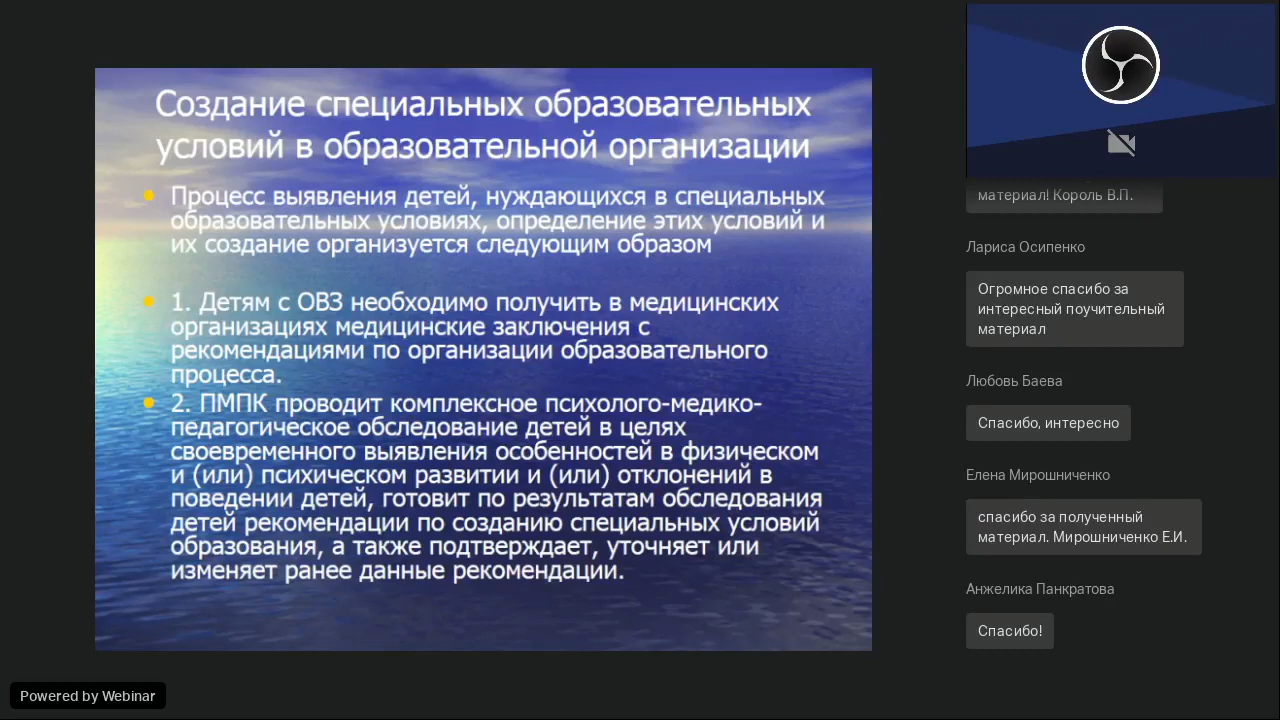 Создание специальных образовательных
условий в образовательной организации
Процесс выявления детей, нуждающихся в специальных
образовательных условиях, определение этих условий и
их создание организуется следующим образом
1. Детям с ОВЗ необходимо получить в медицинских
организациях медицинские заключения с
рекомендациями по организации образовательного
процесса.
2. ПМПК проводит комплексное психолого-медико-
педагогическое обследование детей в целях
своевременного выявления особенностей в физическом
и (или) психическом развитии и (или) отклонений в
поведении детей, готовит по результатам обследования
детей рекомендации по созданию специальных условий
образования, а также подтверждает, уточняет или
изменяет ранее данные рекомендации.
материал! Король В.П.
Лариса Осипенко
Огромное спасибо за
интересный поучительный
материал
Любовь Баева
Спасибо, интересно
Елена Мирошниченко
спасибо за полученный
материал. Мирошниченко Е.И.
Анжелика Панкратова
Спасибо!
Powered by Webinar